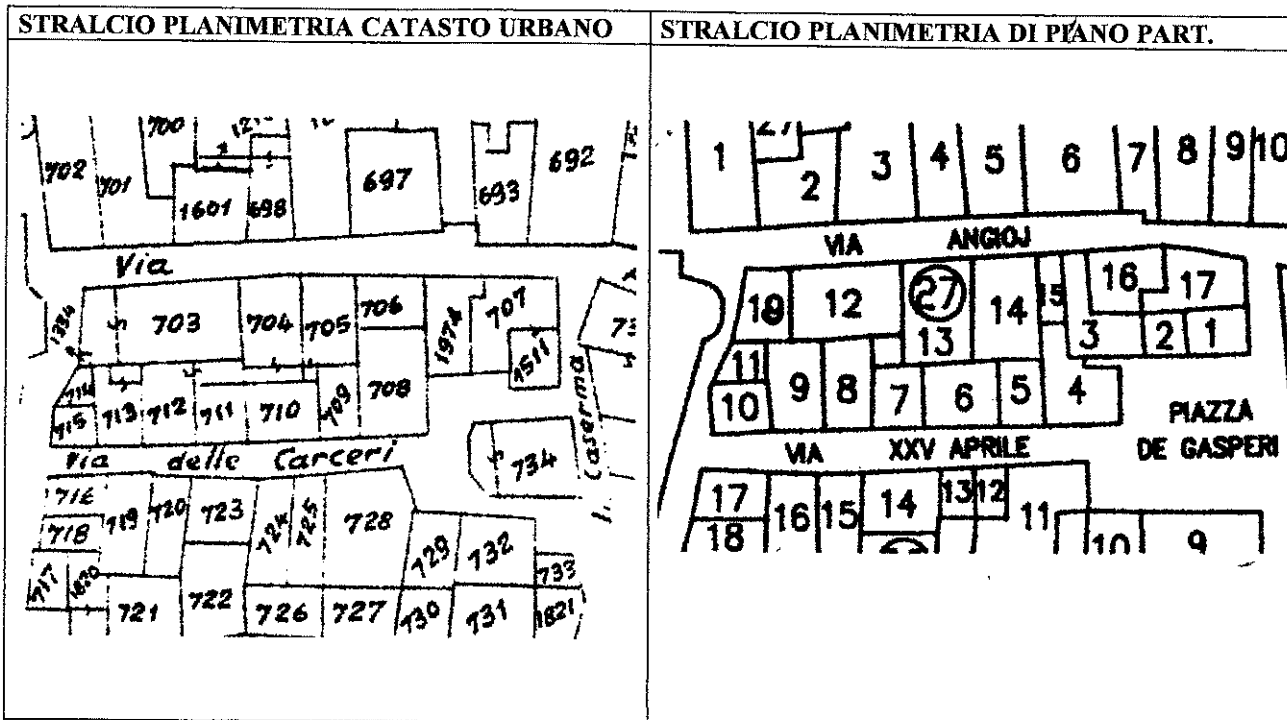 STRALCIO PLANIMETRIA CATASTO URBANO
STRALCIO PLANIMETRIA DI PIANO PART.
700
702 701 1601 698 697 693 692
Via
1334 703 704 705 706 1974 707 1511
714 715 713 712 711 710 709 708
Caserma
Via delle Carceri
734
716 718 719 720 723 724 725 728 729 732 733
717 1820 721 722 726 727 730 731 1821
27
1 2 3 4 5 6 7 8 9 10
VIA ANGIOJ
18 12 27 13 14 15 16 17
3 2 1
11 10 9 8 7 6 5 4
PIAZZA
DE GASPERI
VIA XXV APRILE
17 18 16 15 14 13 12 11 10 9